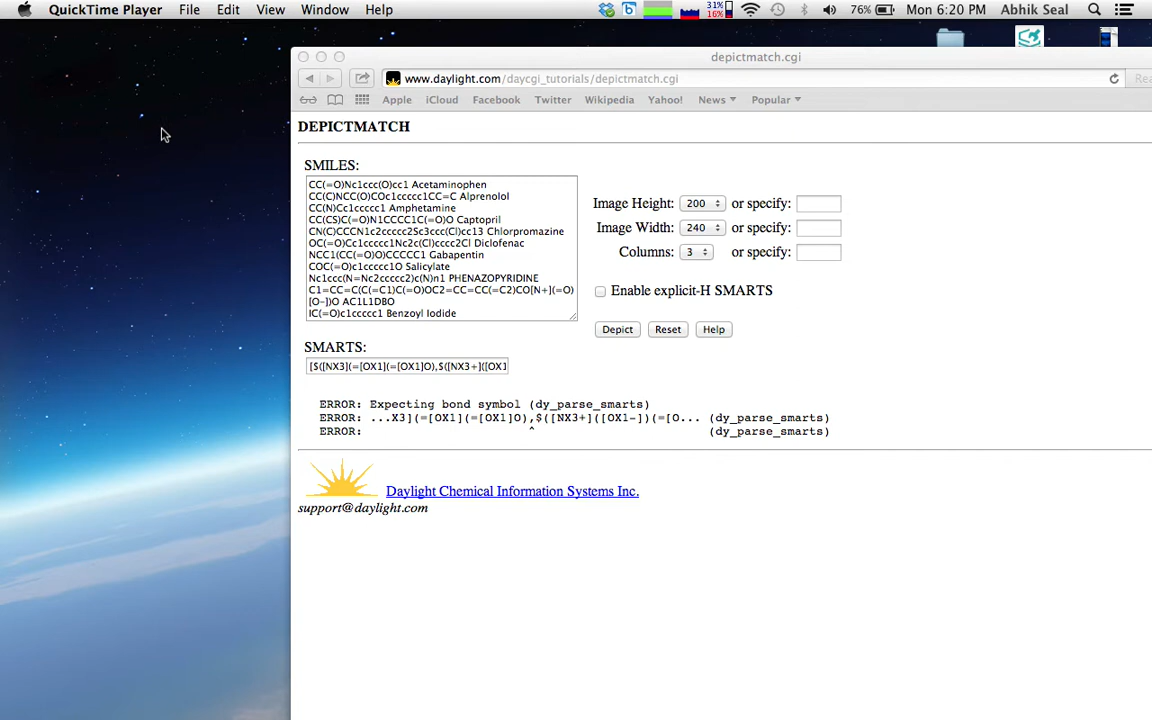 QuickTime Player File Edit View Window Help 31% 16% 76% Mon 6:20 PM Abhik Seal
depictmatch.cgi
www.daylight.com/daycgi_tutorials/depictmatch.cgi
Apple iCloud Facebook Twitter Wikipedia Yahoo! News Popular
DEPICTMATCH
SMILES:
CC(=O)Nc1ccc(O)cc1 Acetaminophen
CC(C)NCC(O)COc1ccccc1CC=C Alprenolol
CC(N)Cc1ccccc1 Amphetamine
CC(CS)C(=O)N1CCCC1C(=O)O Captopril
CN(C)CCCN1c2ccccc2Sc3ccc(Cl)cc13 Chlorpromazine
OC(=O)Cc1ccccc1Nc2c(Cl)cccc2Cl Diclofenac
NCC1(CC(=O)O)CCCCC1 Gabapentin
COC(=O)c1ccccc1O Salicylate
Nc1ccc(N=Nc2ccccc2)c(N)n1 PHENAZOPYRIDINE
C1=CC=C(C(=C1)C(=O)OC2=CC=CC(=C2)CO[N+](=O)
[O-])O AC1L1DBO
IC(=O)c1ccccc1 Benzoyl Iodide
Image Height: 200 or specify:
Image Width: 240 or specify:
Columns: 3 or specify:
Enable explicit-H SMARTS
Depict Reset Help
SMARTS:
[$([NX3](=[OX1](=[OX1]O),$([NX3+]([OX1
ERROR: Expecting bond symbol (dy_parse_smarts)
ERROR: ...X3](=[OX1](=[OX1]O),$([NX3+]([OX1-])(=[O... (dy_parse_smarts)
ERROR: ^ (dy_parse_smarts)
Daylight Chemical Information Systems Inc.
support@daylight.com